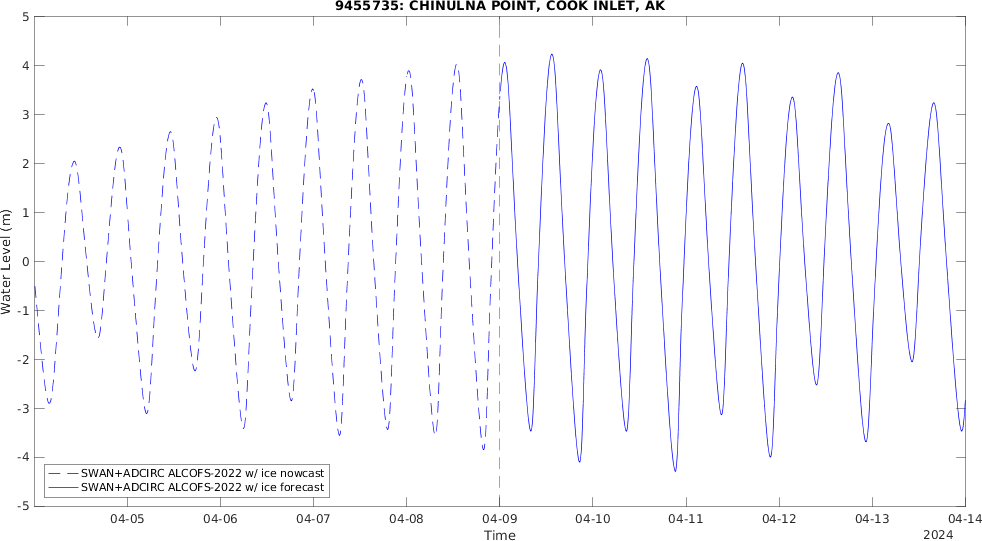 9455735: CHINULNA POINT, COOK INLET, AK
5
4
3
2
1
0
-1
-2
-3
-4
-5
Water Level (m)
SWAN+ADCIRC ALCOFS-2022 w/ ice nowcast
SWAN+ADCIRC ALCOFS-2022 w/ ice forecast
04-05 04-06 04-07 04-08 04-09 04-10 04-11 04-12 04-13 04-14
Time
2024